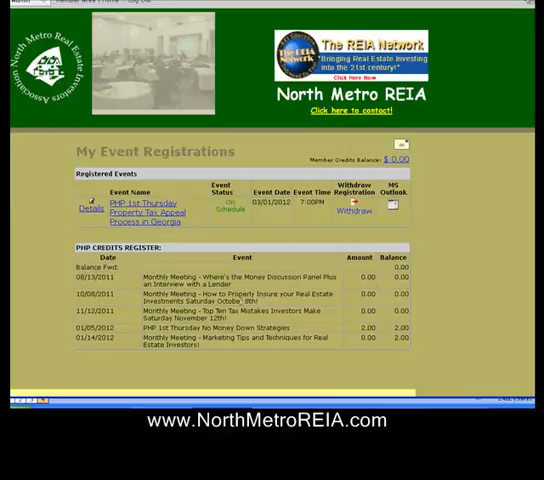 Member Area | Home | Log Out
North Metro Real Estate Investors Association
The REIA Network
"Bringing Real Estate Investing
into the 21st century!"
Click Here Now
North Metro REIA
Click here to contact!
My Event Registrations
Member Credits Balance: $ 0.00
Registered Events
Event Name Event Status Event Date Event Time Withdraw Registration MS Outlook
Details PHP 1st Thursday On 03/01/2012 7:00PM Withdraw
Property Tax Appeal Schedule
Process in Georgia
PHP CREDITS REGISTER:
Date Event Amount Balance
Balance Fwd: 0.00
08/13/2011 Monthly Meeting - Where's the Money Discussion Panel Plus 0.00 0.00
an Interview with a Lender
10/08/2011 Monthly Meeting - How to Properly Insure your Real Estate 0.00 0.00
Investments Saturday October 8th!
11/12/2011 Monthly Meeting - Top Ten Tax Mistakes Investors Make 0.00 0.00
Saturday November 12th!
01/05/2012 PHP 1st Thursday No Money Down Strategies 2.00 2.00
01/14/2012 Monthly Meeting - Marketing Tips and Techniques for Real 0.00 2.00
Estate Investors!
www.NorthMetroREIA.com